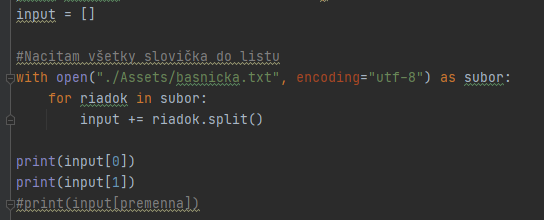 input = []
#Nacitam všetky slovička do listu
with open("./Assets/basnicka.txt", encoding="utf-8") as subor:
    for riadok in subor:
        input += riadok.split()
print(input[0])
print(input[1])
#print(input[premenna])